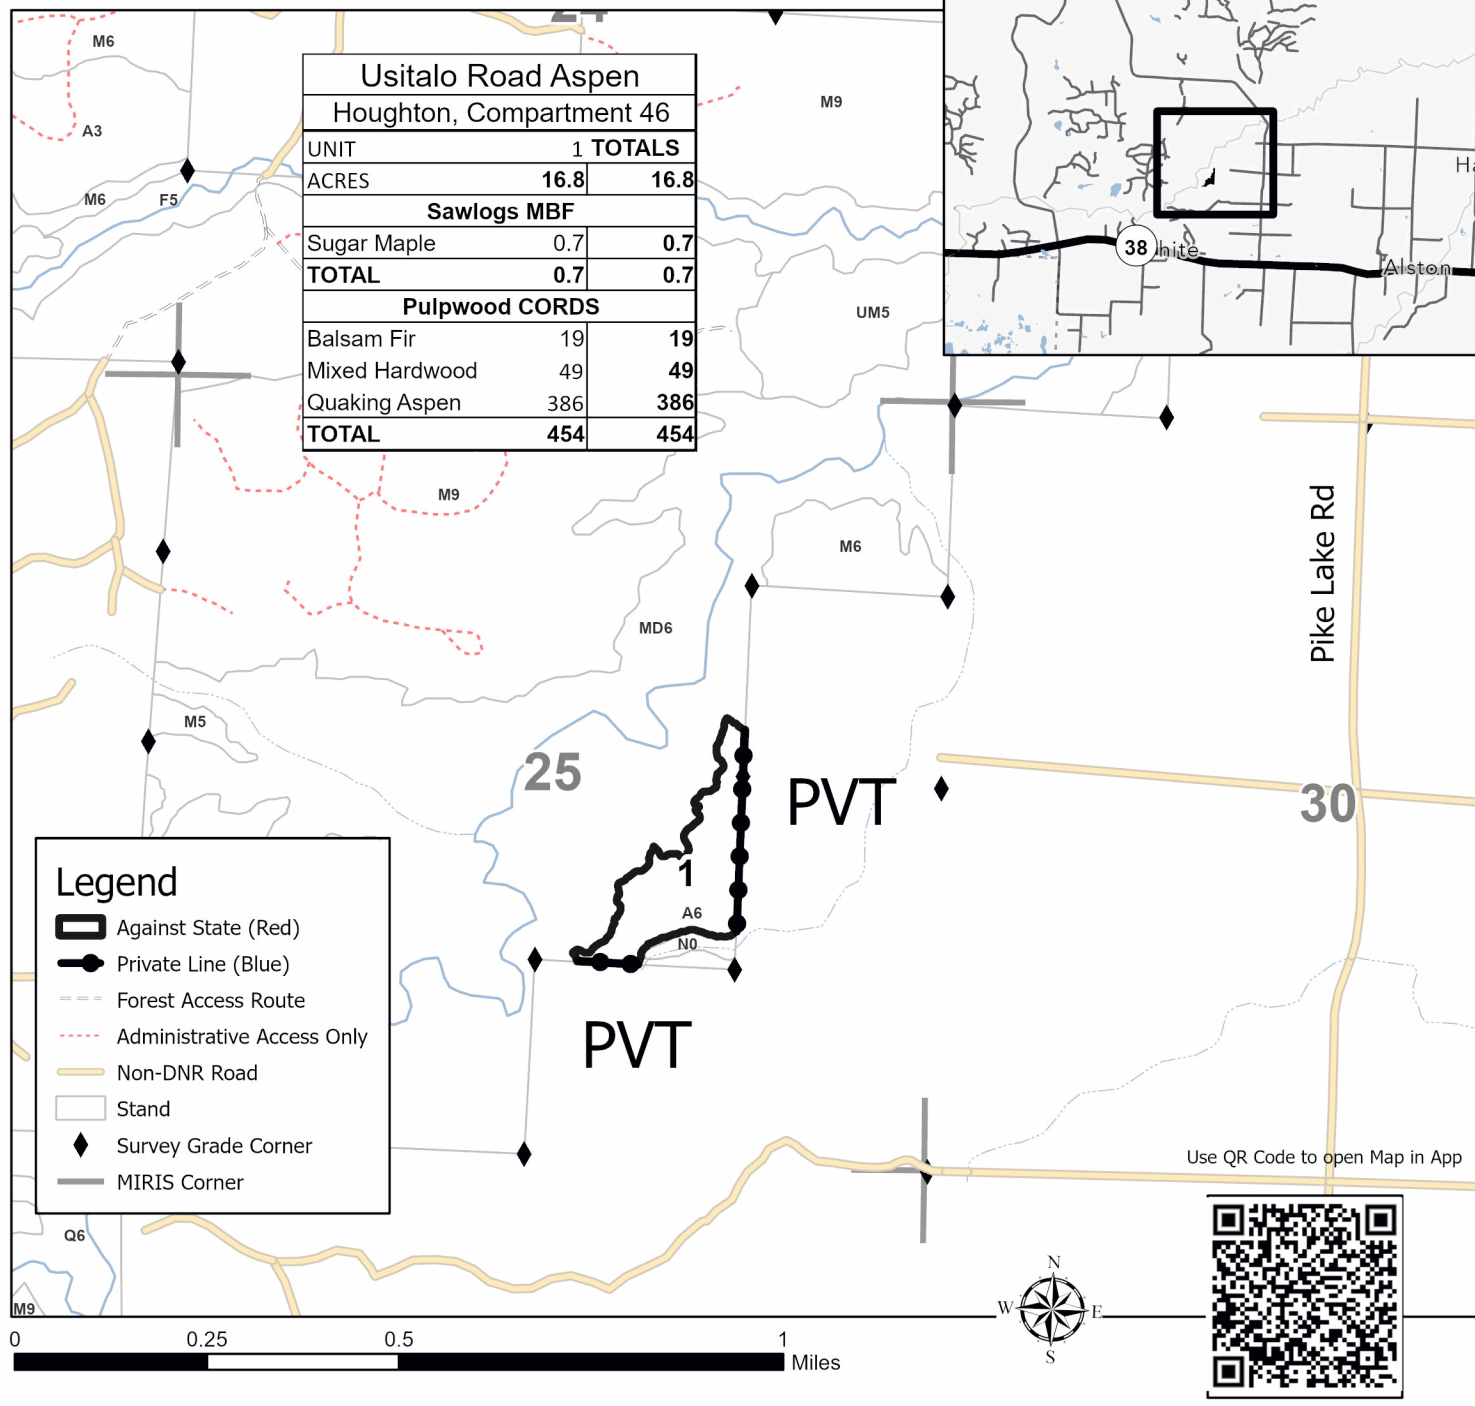 24
M6
A3
M6
F5
M9
UM5
Usitalo Road Aspen
Houghton, Compartment 46
UNIT 1 TOTALS
ACRES 16.8 16.8
Sawlogs MBF
Sugar Maple 0.7 0.7
TOTAL 0.7 0.7
Pulpwood CORDS
Balsam Fir 19 19
Mixed Hardwood 49 49
Quaking Aspen 386 386
TOTAL 454 454
Ha
38
hite
Alston
M9
M6
MD6
M5
Pike Lake Rd
25
PVT
30
1
A6
N0
PVT
Legend
Against State (Red)
Private Line (Blue)
Forest Access Route
Administrative Access Only
Non-DNR Road
Stand
Survey Grade Corner
MIRIS Corner
Q6
M9
Use QR Code to open Map in App
N
W E
S
0 0.25 0.5 1
Miles